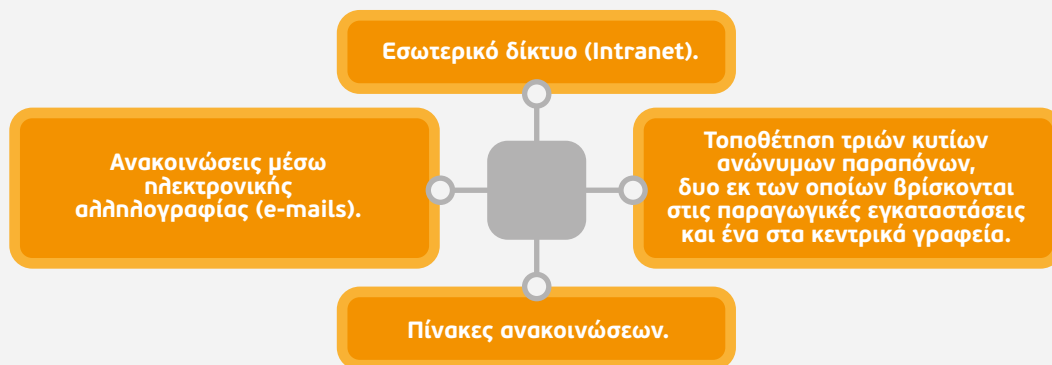 Εσωτερικό δίκτυο (Intranet).
Ανακοινώσεις μέσω
ηλεκτρονικής
αλληλογραφίας (e-mails).
Τοποθέτηση τριών κυτίων
ανώνυμων παραπόνων,
δυο εκ των οποίων βρίσκονται
στις παραγωγικές εγκαταστάσεις
και ένα στα κεντρικά γραφεία.
Πίνακες ανακοινώσεων.